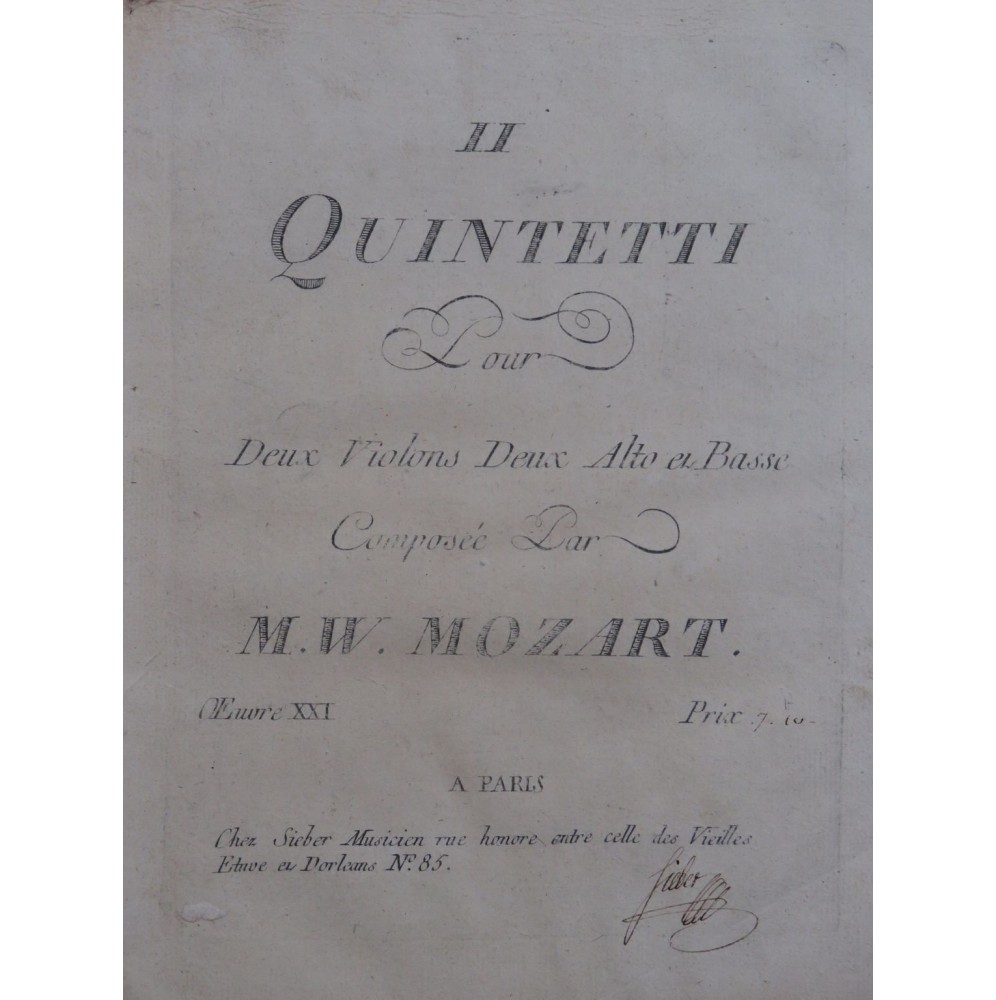 II
QUINTETTI
Pour
Deux Violons Deux Alto et Basse
Composée Par
M.W. MOZART.
Œuvre XXI Prix 7. 10
A PARIS
Chez Sieber Musicien rue honore entre celle des Vieilles
Etuve et Dorleans Nº. 85.
Sieber